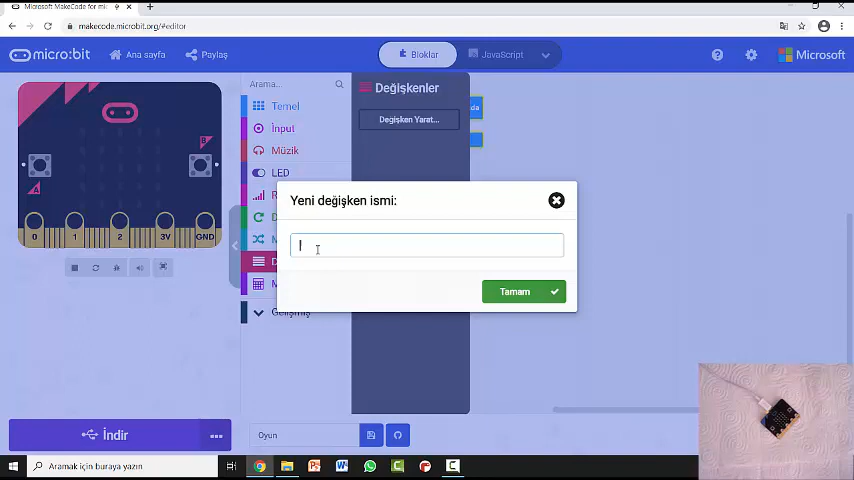 Microsoft MakeCode for mi
makecode.microbit.org/#editor
micro:bit
Ana sayfa
Paylaş
Bloklar
JavaScript
Microsoft
Arama...
Değişkenler
Temel
Değişken Yarat...
da
İnput
Müzik
LED
Yeni değişken ismi:
Tamam
Gelişmiş
B
A
0 1 2 3V GND
İndir
Oyun
Aramak için buraya yazın